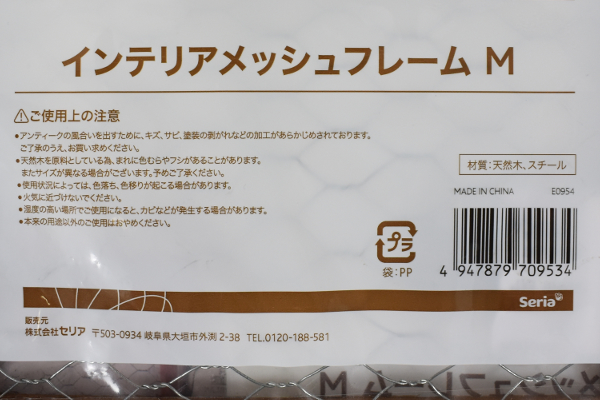 インテリアメッシュフレーム M
⚠ご使用上の注意
●アンティークの風合いを出すために、キズ、サビ、塗装の剥がれなどの加工があらかじめされております。
ご了承のうえ、お買い求めください。
●天然木を原料としている為、まれに色むらやフシがあることがあります。
またサイズが異なる場合がございます。予めご了承ください。
●使用状況によっては、色落ち、色移りが起こる場合があります。
●火気に近づけないでください。
●湿度の高い場所でご使用になると、カビなどが発生する場合があります。
●本来の用途以外のご使用はおやめください。
材質:天然木、スチール
MADE IN CHINA E0954
プラ
袋:PP
4 947879 709534
Seria
販売元
株式会社セリア 〒503-0934 岐阜県大垣市外渕2-38 TEL.0120-188-581
メッシュフレーム M